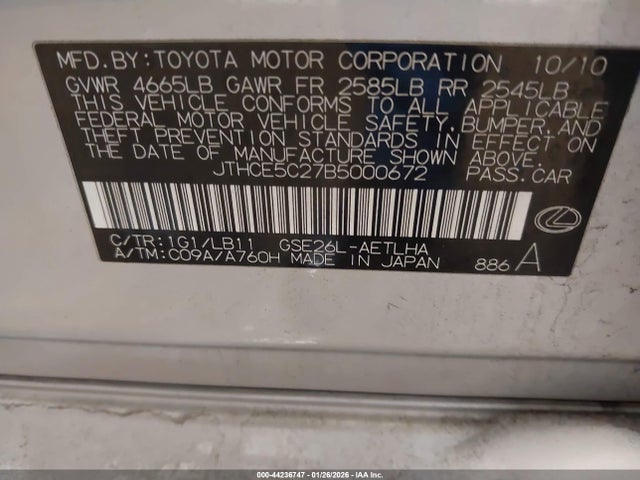 MFD.BY:TOYOTA MOTOR CORPORATION 10/10
GVWR 4665LB GAWR FR 2585LB RR 2545LB
THIS VEHICLE CONFORMS TO ALL APPLICABLE
FEDERAL MOTOR VEHICLE SAFETY,BUMPER,AND
THEFT PREVENTION STANDARDS IN EFFECT ON
THE DATE OF MANUFACTURE SHOWN ABOVE.
JTHCE5C27B5000672 PASS.CAR
C/TR:1G1/LB11 GSE26L-AETLHA
A/TM:C09A/A760H MADE IN JAPAN 886 A
000-44236747 - 01/26/2026 - IAA Inc.